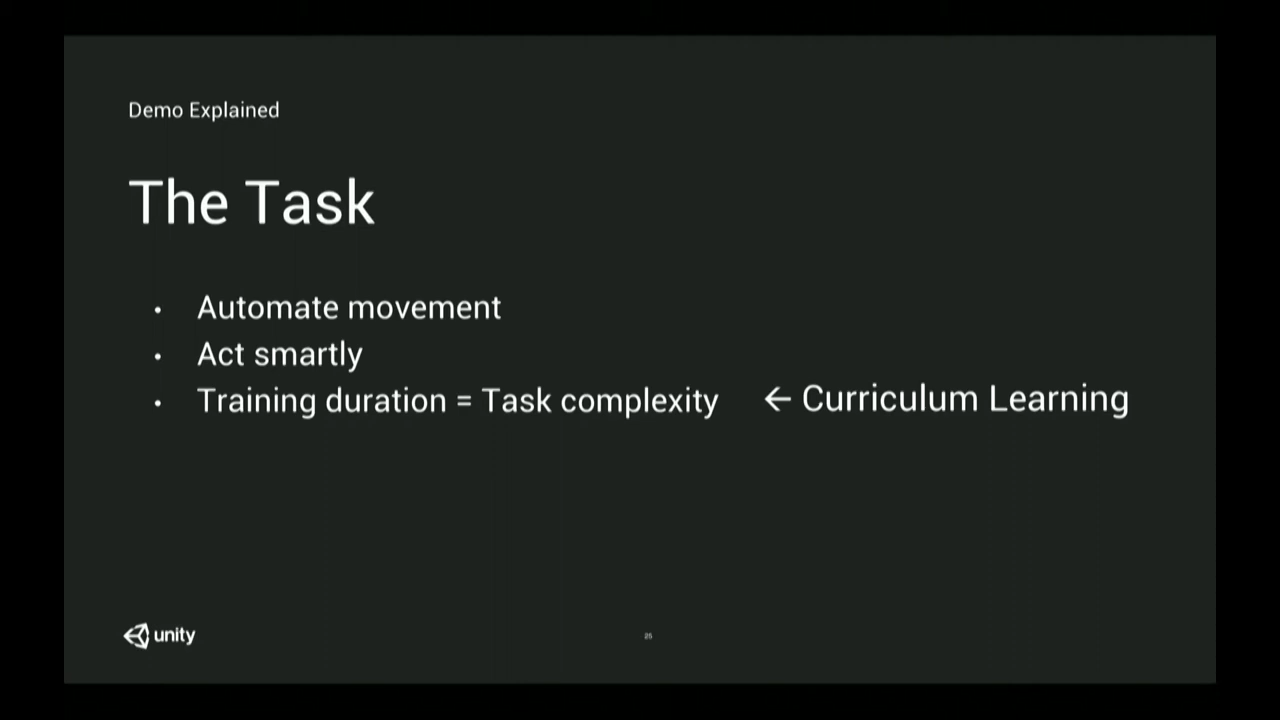 Demo Explained
The Task
• Automate movement
• Act smartly
• Training duration = Task complexity ← Curriculum Learning
unity
25